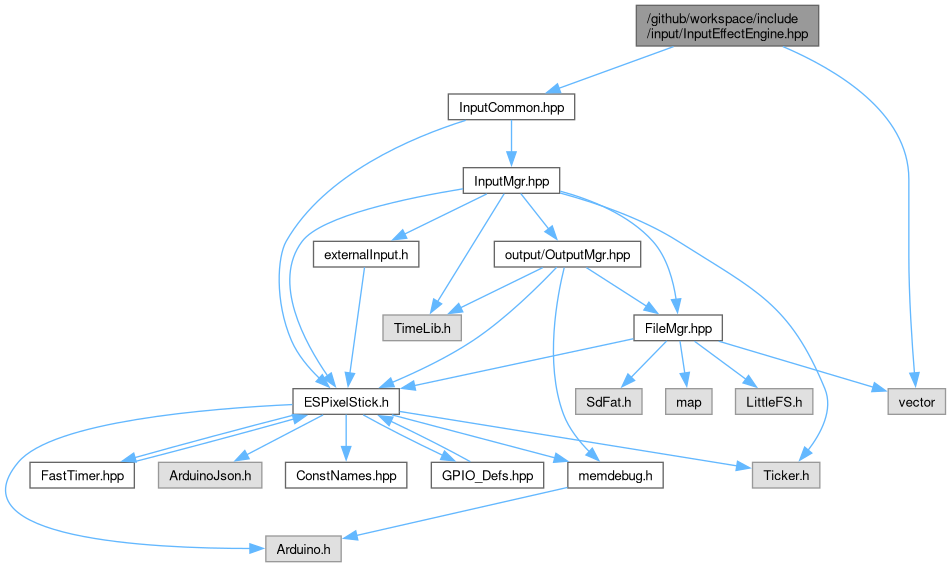 /github/workspace/include
/input/InputEffectEngine.hpp
InputCommon.hpp
InputMgr.hpp
externalInput.h
output/OutputMgr.hpp
TimeLib.h
FileMgr.hpp
ESPixelStick.h
SdFat.h
map
LittleFS.h
vector
FastTimer.hpp
ArduinoJson.h
ConstNames.hpp
GPIO_Defs.hpp
memdebug.h
Ticker.h
Arduino.h